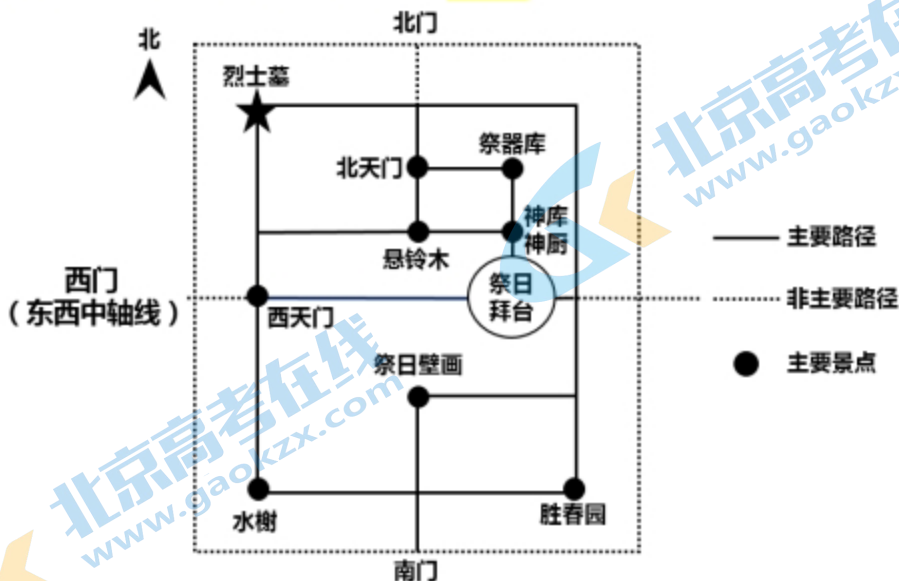 北门
北
烈士墓
北京高考在线
www.gaokzx.com
祭器库
北天门
神库
神厨
悬铃木
主要路径
西门
(东西中轴线)
祭日
拜台
非主要路径
西天门
祭日壁画
主要景点
北京高考在线
www.gaokzx.com
水榭
胜春园
南门